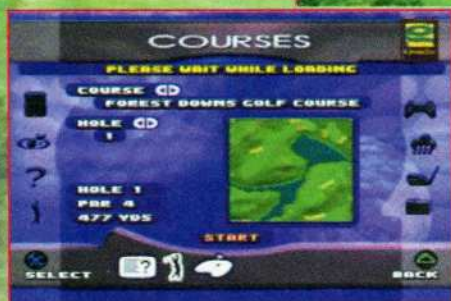 COURSES
PLEASE WAIT WHILE LOADING
COURSE
FOREST DOWNS GOLF COURSE
HOLE
1
HOLE 1
PAR 4
477 YDS
START
SELECT
BACK